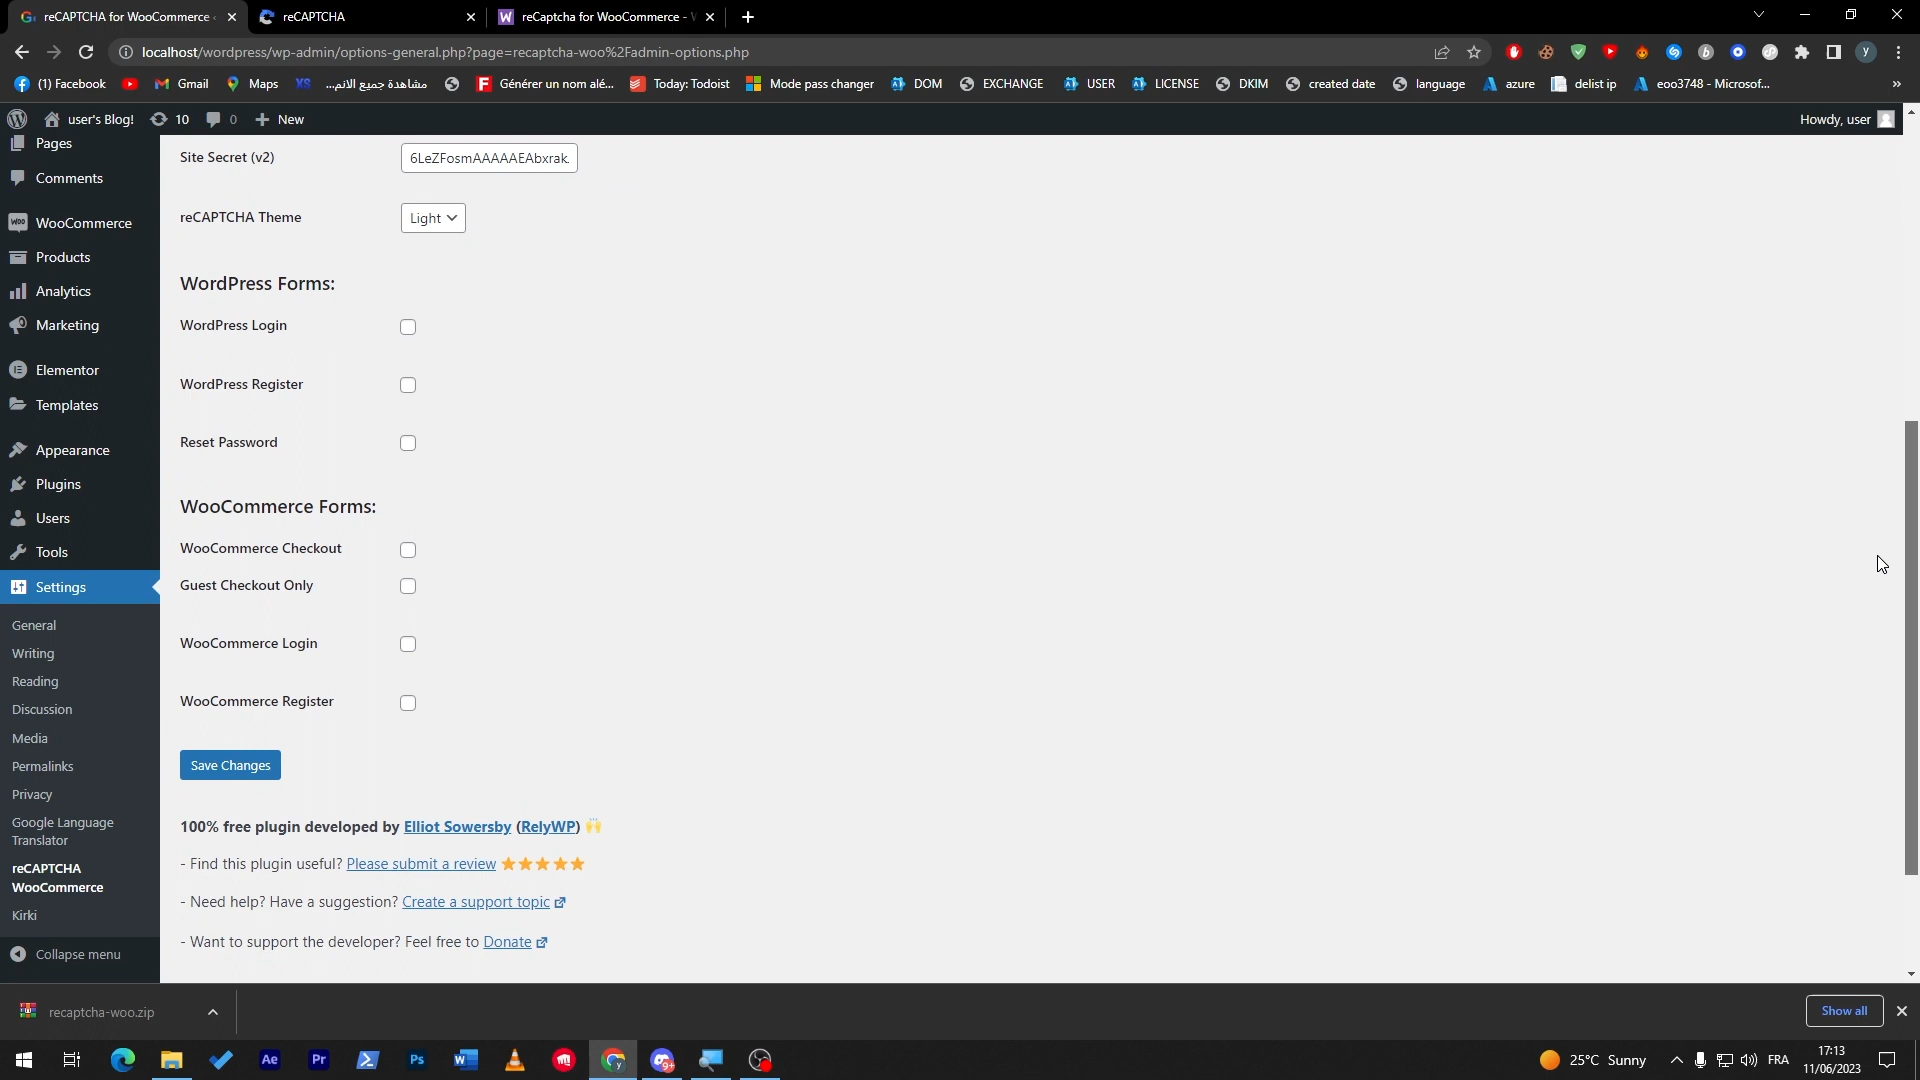 reCAPTCHA for WooCommerce
reCAPTCHA
reCaptcha for WooCommerce -
localhost/wordpress/wp-admin/options-general.php?page=recaptcha-woo%2Fadmin-options.php
y
(1) Facebook
Gmail
Maps
XS
مشاهدة جميع الانم...
Générer un nom alé...
Today: Todoist
Mode pass changer
DOM
EXCHANGE
USER
LICENSE
DKIM
created date
language
azure
delist ip
eoo3748 - Microsof...
»
user's Blog!
10
0
New
Howdy, user
Pages
Comments
WooCommerce
Products
Analytics
Marketing
Elementor
Templates
Appearance
Plugins
Users
Tools
Settings
General
Writing
Reading
Discussion
Media
Permalinks
Privacy
Google Language
Translator
reCAPTCHA
WooCommerce
Kirki
Collapse menu
Site Secret (v2)
6LeZFosmAAAAAEAbxrak.
reCAPTCHA Theme
Light
WordPress Forms:
WordPress Login
WordPress Register
Reset Password
WooCommerce Forms:
WooCommerce Checkout
Guest Checkout Only
WooCommerce Login
WooCommerce Register
Save Changes
100% free plugin developed by Elliot Sowersby (RelyWP) 🙌
- Find this plugin useful? Please submit a review ⭐⭐⭐⭐⭐
- Need help? Have a suggestion? Create a support topic
- Want to support the developer? Feel free to Donate
recaptcha-woo.zip
Show all
Ae
Pr
Ps
W
9+
25°C Sunny
FRA
17:13
11/06/2023